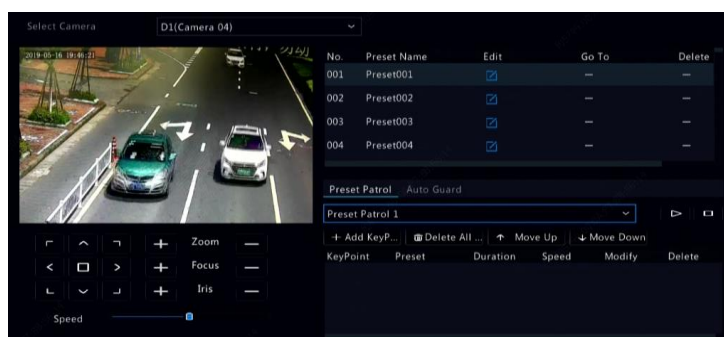 Select Camera D1(Camera 04)
2019-05-16 19:46:21
No. Preset Name Edit Go To Delete
001 Preset001
002 Preset002
003 Preset003
004 Preset004
Preset Patrol Auto Guard
Preset Patrol 1
+ Add KeyP... Delete All ... ↑ Move Up ↓ Move Down
KeyPoint Preset Duration Speed Modify Delete
Zoom
Focus
Iris
Speed